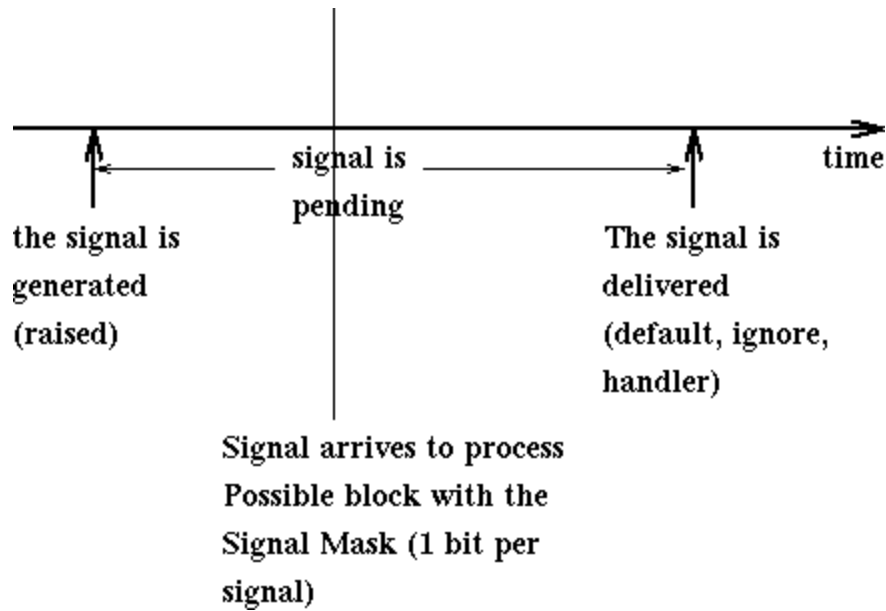 signal is
pending
time
the signal is
generated
(raised)
The signal is
delivered
(default, ignore,
handler)
Signal arrives to process
Possible block with the
Signal Mask (1 bit per
signal)